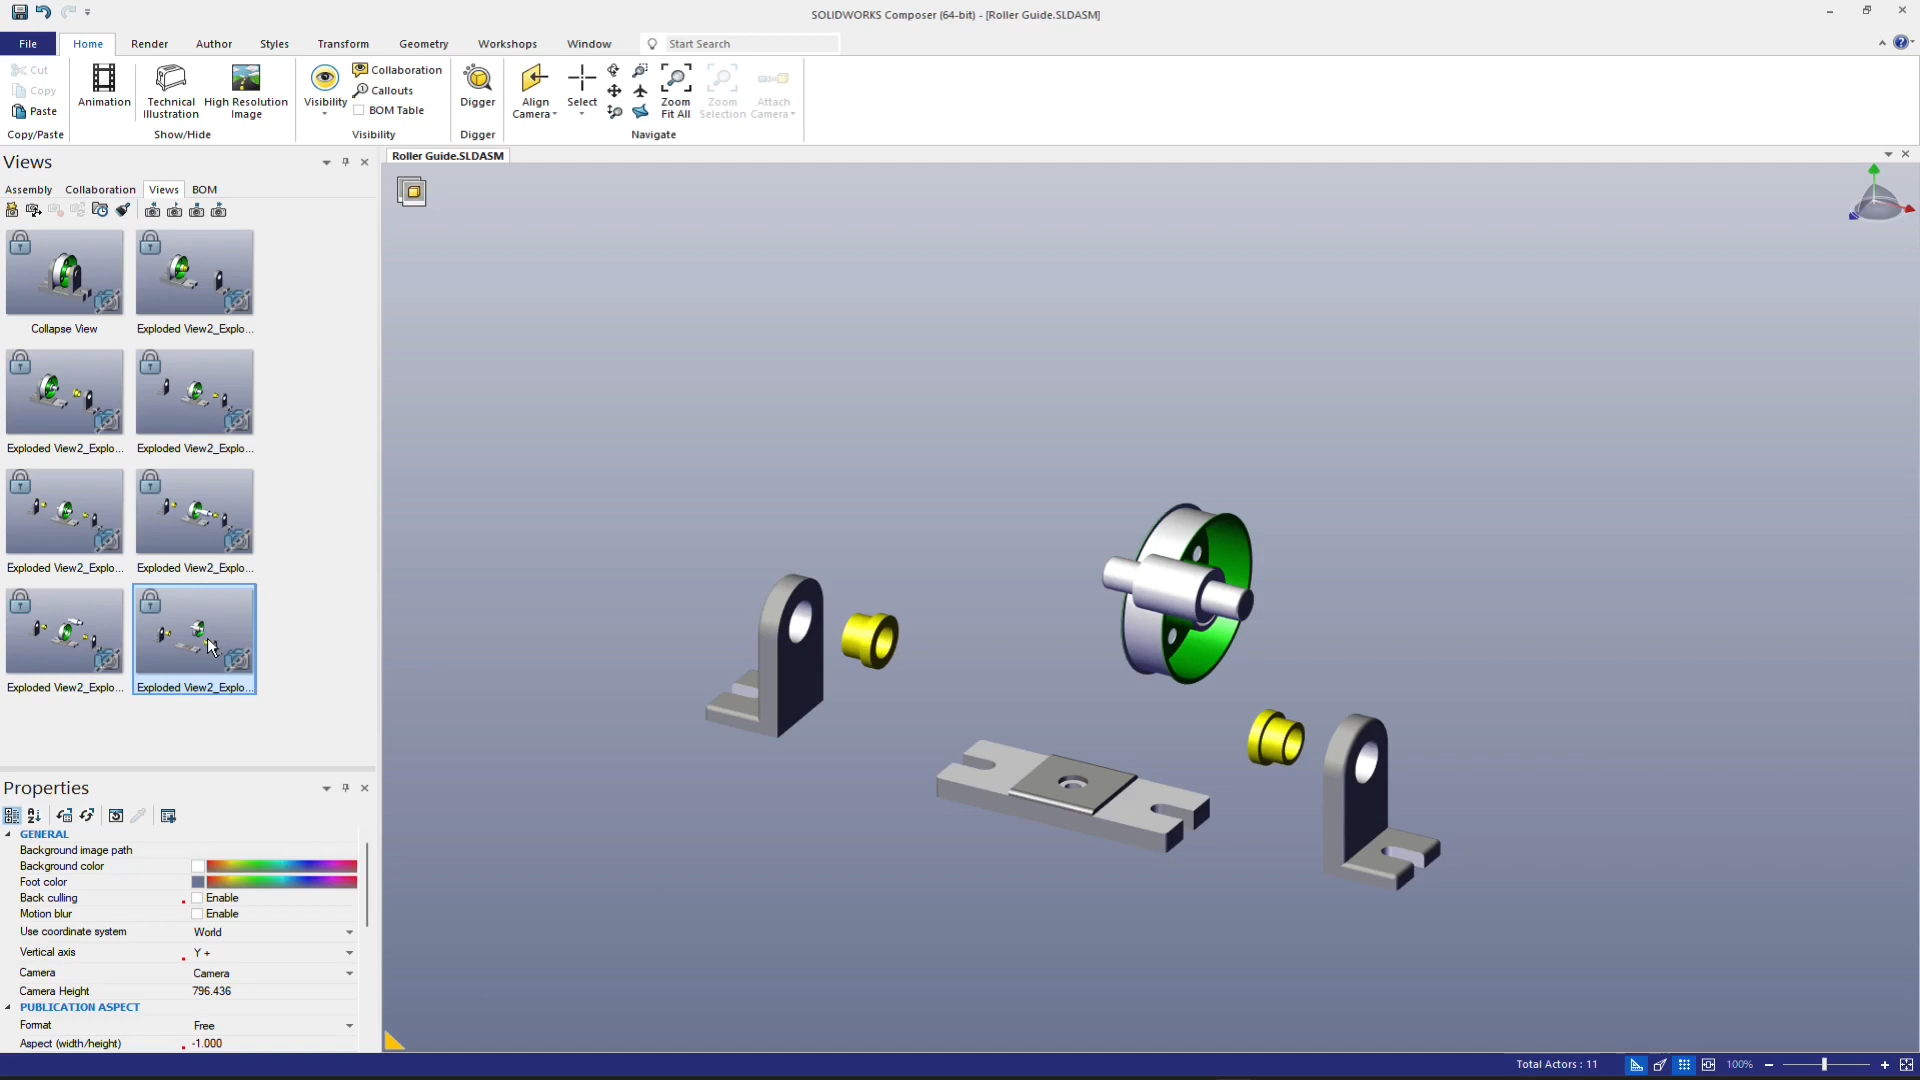 SOLIDWORKS Composer (64-bit) - [Roller Guide.SLDASM]
File Home Render Author Styles Transform Geometry Workshops Window Start Search
Cut
Copy
Paste
Copy/Paste
Animation
Technical Illustration
High Resolution Image
Show/Hide
Visibility
Collaboration
Callouts
BOM Table
Visibility
Digger
Digger
Align Camera
Select
Zoom Fit All
Zoom Selection
Attach Camera
Navigate
Views
Roller Guide.SLDASM
Assembly Collaboration Views BOM
Collapse View
Exploded View2_Explo...
Exploded View2_Explo...
Exploded View2_Explo...
Exploded View2_Explo...
Exploded View2_Explo...
Exploded View2_Explo...
Exploded View2_Explo...
Properties
GENERAL
Background image path
Background color
Foot color
Back culling Enable
Motion blur Enable
Use coordinate system World
Vertical axis Y +
Camera Camera
Camera Height 796.436
PUBLICATION ASPECT
Format Free
Aspect (width/height) -1.000
Total Actors : 11
100%